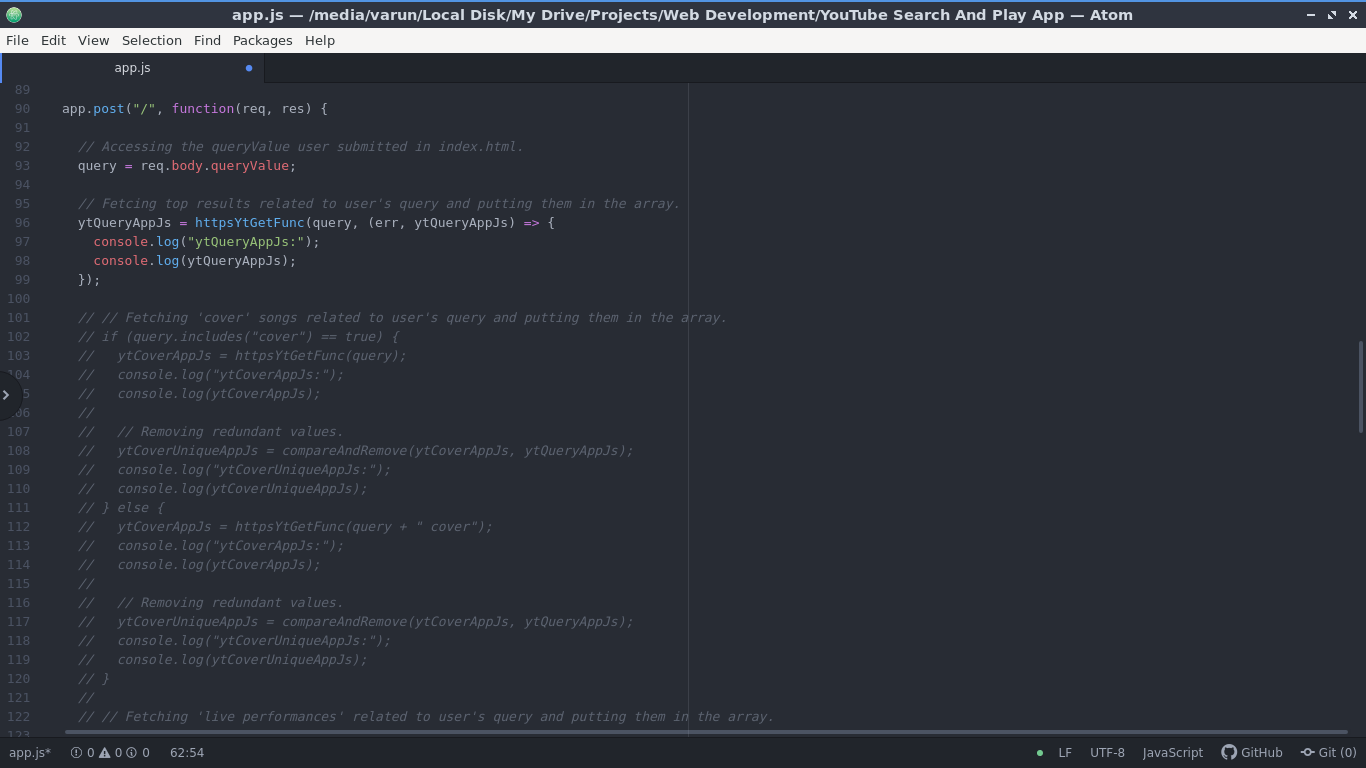 app.js — /media/varun/Local Disk/My Drive/Projects/Web Development/YouTube Search And Play App — Atom
File Edit View Selection Find Packages Help
app.js
89
90 app.post("/", function(req, res) {
91
92 // Accessing the queryValue user submitted in index.html.
93 query = req.body.queryValue;
94
95 // Fetcing top results related to user's query and putting them in the array.
96 ytQueryAppJs = httpsYtGetFunc(query, (err, ytQueryAppJs) => {
97 console.log("ytQueryAppJs:");
98 console.log(ytQueryAppJs);
99 });
100
101 // // Fetching 'cover' songs related to user's query and putting them in the array.
102 // if (query.includes("cover") == true) {
103 //   ytCoverAppJs = httpsYtGetFunc(query);
104 //   console.log("ytCoverAppJs:");
5 //   console.log(ytCoverAppJs);
06 //
107 //   // Removing redundant values.
108 //   ytCoverUniqueAppJs = compareAndRemove(ytCoverAppJs, ytQueryAppJs);
109 //   console.log("ytCoverUniqueAppJs:");
110 //   console.log(ytCoverUniqueAppJs);
111 // } else {
112 //   ytCoverAppJs = httpsYtGetFunc(query + " cover");
113 //   console.log("ytCoverAppJs:");
114 //   console.log(ytCoverAppJs);
115 //
116 //   // Removing redundant values.
117 //   ytCoverUniqueAppJs = compareAndRemove(ytCoverAppJs, ytQueryAppJs);
118 //   console.log("ytCoverUniqueAppJs:");
119 //   console.log(ytCoverUniqueAppJs);
120 // }
121 //
122 // // Fetching 'live performances' related to user's query and putting them in the array.
123
app.js* 0 0 0 62:54 LF UTF-8 JavaScript GitHub Git (0)